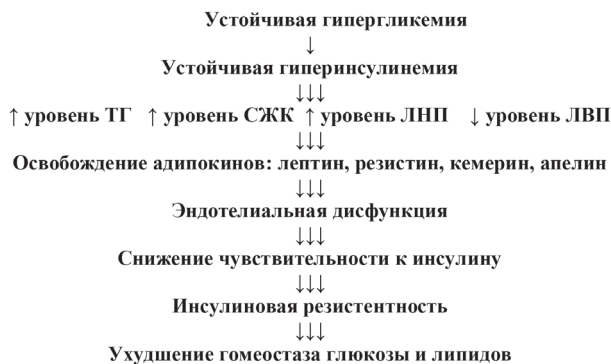 Устойчивая гипергликемия
↓
Устойчивая гиперинсулинемия
↓↓↓
↑ уровень ТГ ↑ уровень СЖК ↑ уровень ЛНП ↓ уровень ЛВП
↓↓↓
Освобождение адипокинов: лептин, резистин, кемерин, апелин
↓↓↓
Эндотелиальная дисфункция
↓↓↓
Снижение чувствительности к инсулину
↓↓↓
Инсулиновая резистентность
↓↓↓
Ухудшение гомеостаза глюкозы и липидов